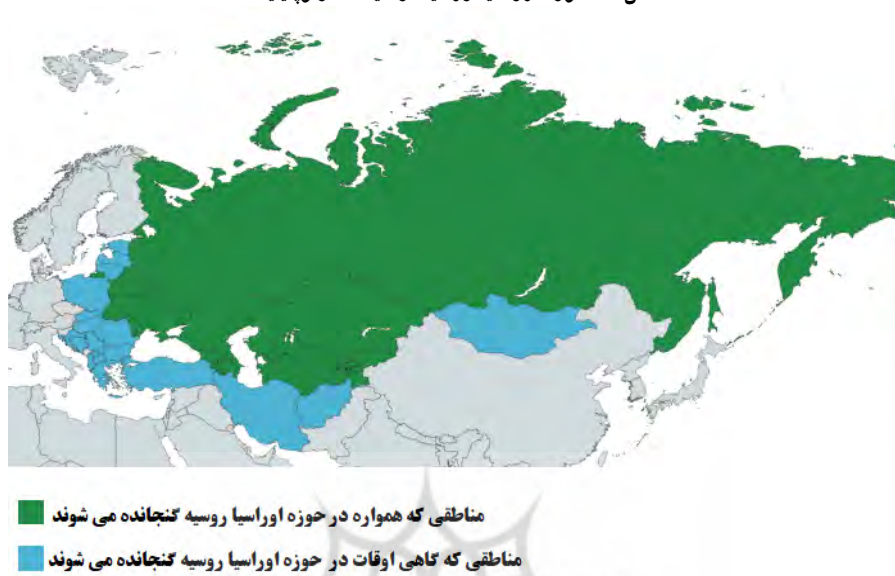 مناطقی که همواره در حوزه اوراسیا روسیه گنجانده می شوند
مناطقی که گاهی اوقات در حوزه اوراسیا روسیه گنجانده می شوند